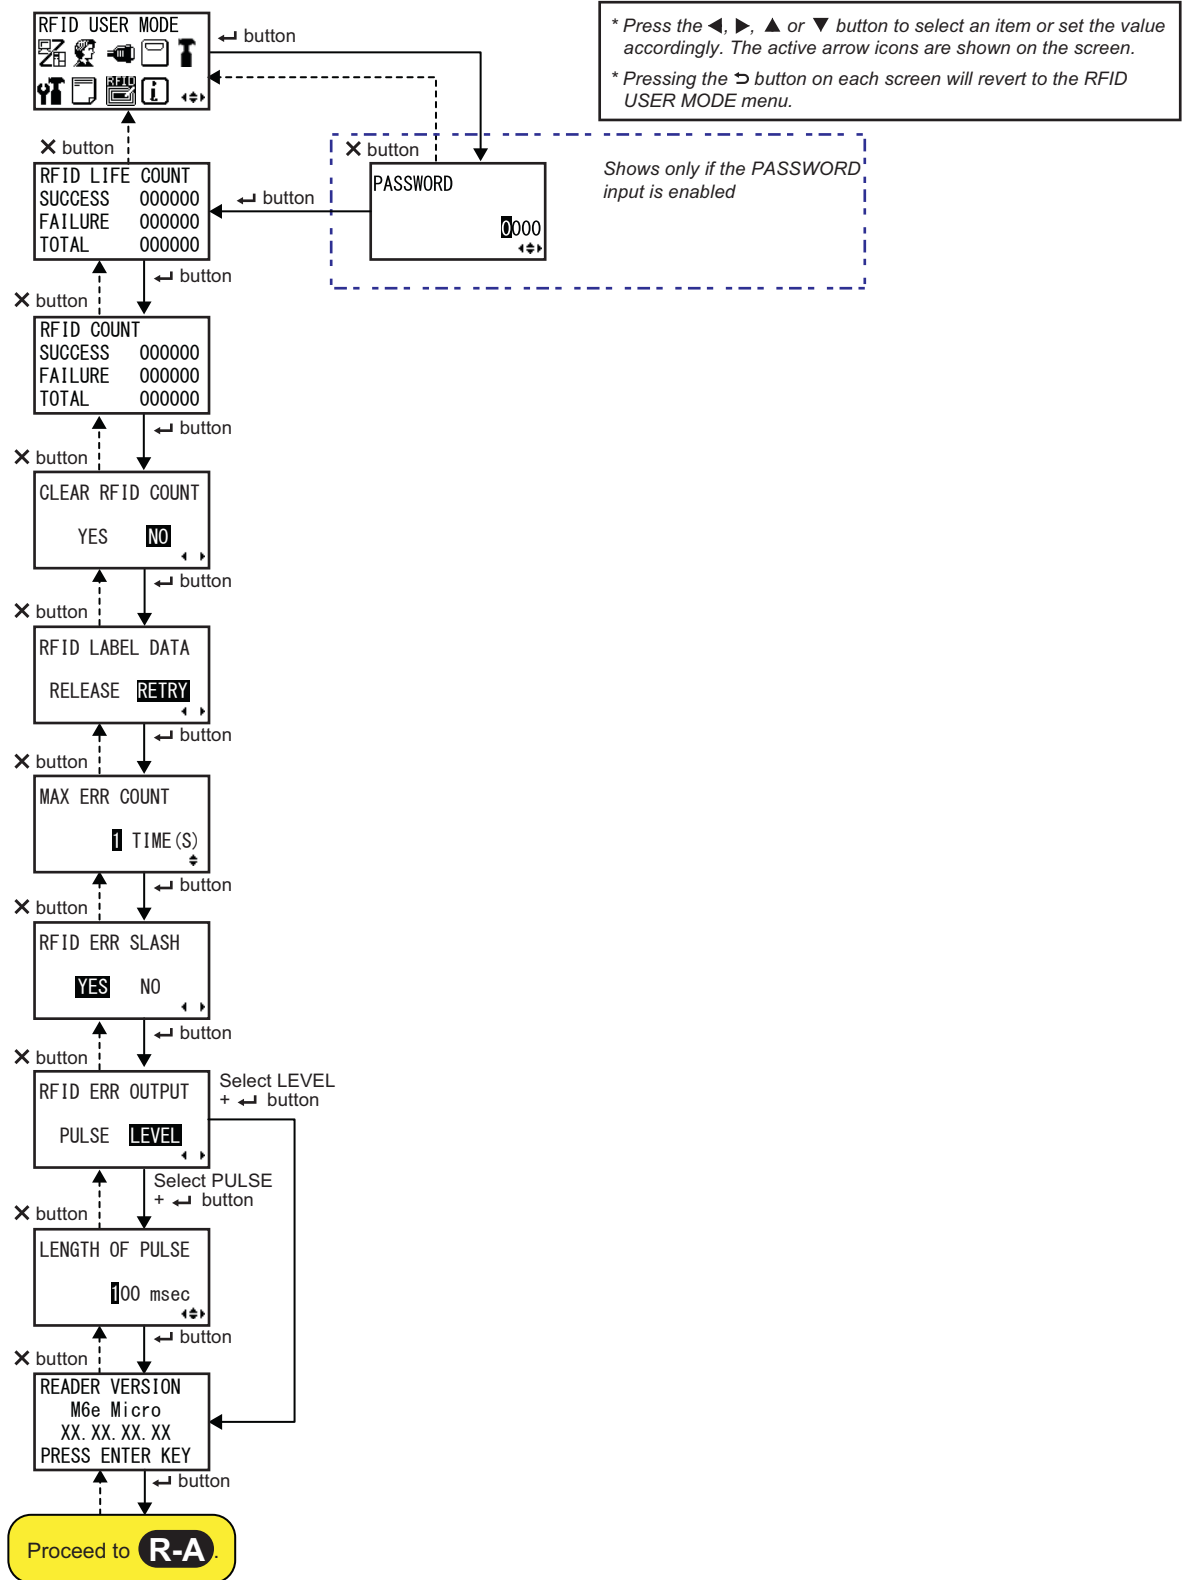 RFID USER MODE
RFID
i
↵ button
* Press the ◀, ▶, ▲ or ▼ button to select an item or set the value
accordingly. The active arrow icons are shown on the screen.
* Pressing the ⮌ button on each screen will revert to the RFID
USER MODE menu.
✕ button
RFID LIFE COUNT
SUCCESS 000000
FAILURE 000000
TOTAL 000000
↵ button
✕ button
PASSWORD
0000
Shows only if the PASSWORD
input is enabled
↵ button
✕ button
RFID COUNT
SUCCESS 000000
FAILURE 000000
TOTAL 000000
↵ button
✕ button
CLEAR RFID COUNT
YES NO
↵ button
✕ button
RFID LABEL DATA
RELEASE RETRY
↵ button
✕ button
MAX ERR COUNT
1 TIME(S)
↵ button
✕ button
RFID ERR SLASH
YES NO
↵ button
✕ button
RFID ERR OUTPUT
PULSE LEVEL
Select LEVEL
+ ↵ button
Select PULSE
+ ↵ button
✕ button
LENGTH OF PULSE
100 msec
↵ button
✕ button
READER VERSION
M6e Micro
XX.XX.XX.XX
PRESS ENTER KEY
↵ button
Proceed to R-A.